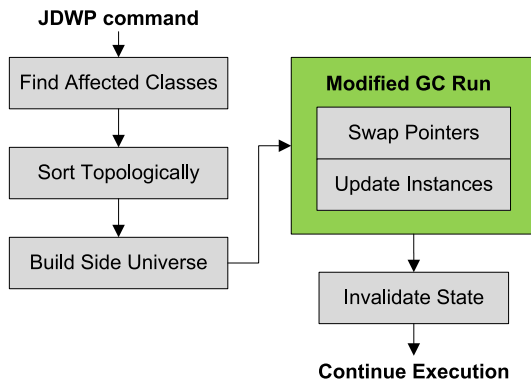 JDWP command
Find Affected Classes
Sort Topologically
Build Side Universe
Modified GC Run
Swap Pointers
Update Instances
Invalidate State
Continue Execution